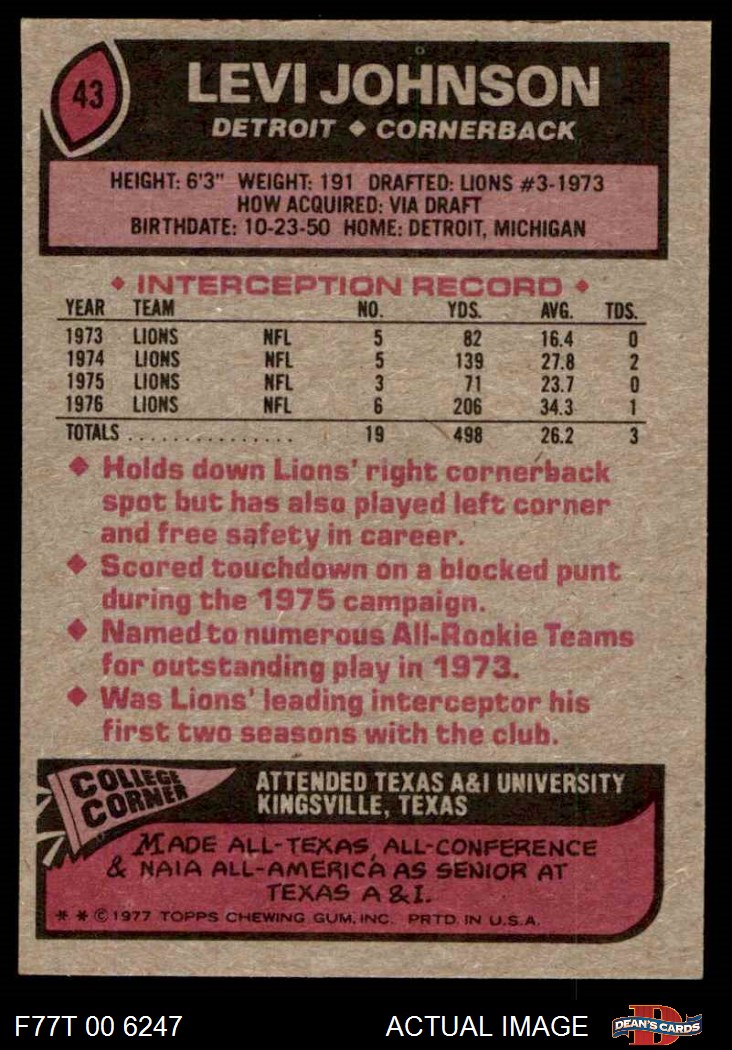 43
LEVI JOHNSON
DETROIT ◆ CORNERBACK
HEIGHT: 6'3" WEIGHT: 191 DRAFTED: LIONS #3-1973
HOW ACQUIRED: VIA DRAFT
BIRTHDATE: 10-23-50 HOME: DETROIT, MICHIGAN
◆ INTERCEPTION RECORD ◆
YEAR TEAM NO. YDS. AVG. TDS.
1973 LIONS NFL 5 82 16.4 0
1974 LIONS NFL 5 139 27.8 2
1975 LIONS NFL 3 71 23.7 0
1976 LIONS NFL 6 206 34.3 1
TOTALS ................ 19 498 26.2 3
◆ Holds down Lions' right cornerback
spot but has also played left corner
and free safety in career.
◆ Scored touchdown on a blocked punt
during the 1975 campaign.
◆ Named to numerous All-Rookie Teams
for outstanding play in 1973.
◆ Was Lions' leading interceptor his
first two seasons with the club.
COLLEGE
CORNER
ATTENDED TEXAS A&I UNIVERSITY
KINGSVILLE, TEXAS
MADE ALL-TEXAS, ALL-CONFERENCE
& NAIA ALL-AMERICA AS SENIOR AT
TEXAS A & I.
* * © 1977 TOPPS CHEWING GUM, INC. PRTD. IN U.S.A.
F77T 00 6247
ACTUAL IMAGE
D
DEAN'S CARDS